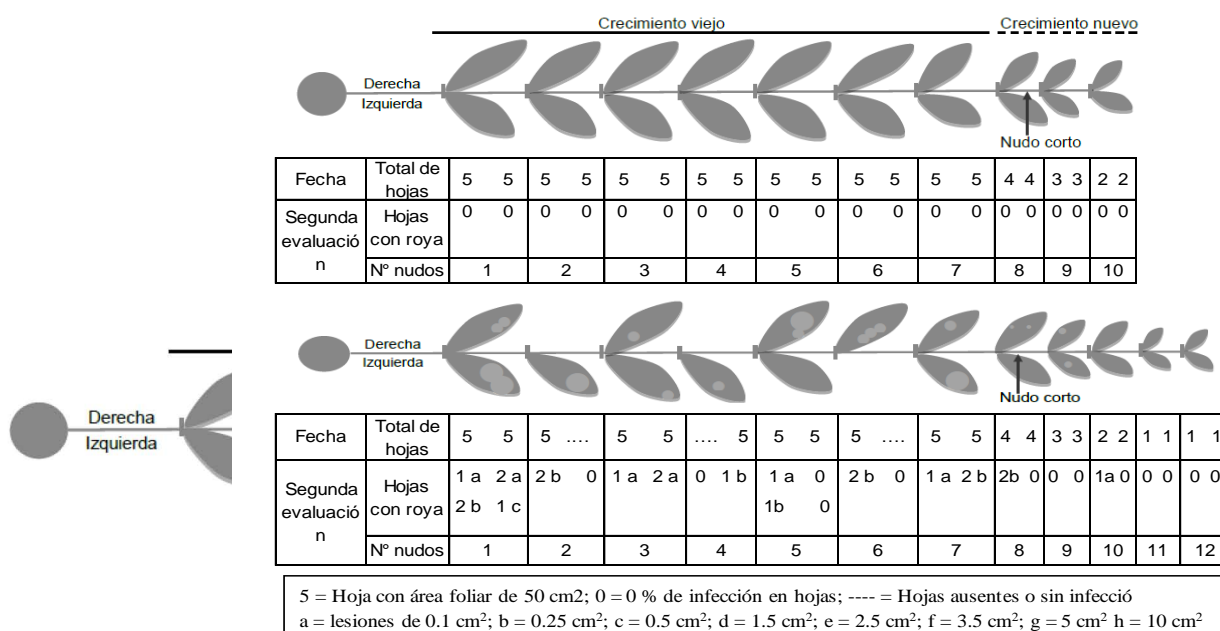 Crecimiento viejo Crecimiento nuevo
Derecha
Izquierda
Nudo corto
Fecha Total de hojas 5 5 5 5 5 5 5 5 5 5 5 5 5 5 4 4 3 3 2 2
Segunda evaluació n Hojas con roya 0 0 0 0 0 0 0 0 0 0 0 0 0 0 0 0 0 0 0 0
N° nudos 1 2 3 4 5 6 7 8 9 10
Derecha
Izquierda
Nudo corto
Derecha
Izquierda
Fecha Total de hojas 5 5 5 .... 5 5 .... 5 5 5 5 .... 5 5 4 4 3 3 2 2 1 1 1 1
Segunda evaluació n Hojas con roya 1 a 2 a 2 b 0 1 a 2 a 0 1 b 1 a 0 2 b 0 1 a 2 b 2b 0 0 0 1a 0 0 0 0 0
2 b 1 c 1b 0
N° nudos 1 2 3 4 5 6 7 8 9 10 11 12
5 = Hoja con área foliar de 50 cm2; 0 = 0 % de infección en hojas; ---- = Hojas ausentes o sin infecció
a = lesiones de 0.1 cm²; b = 0.25 cm²; c = 0.5 cm²; d = 1.5 cm²; e = 2.5 cm²; f = 3.5 cm²; g = 5 cm² h = 10 cm²